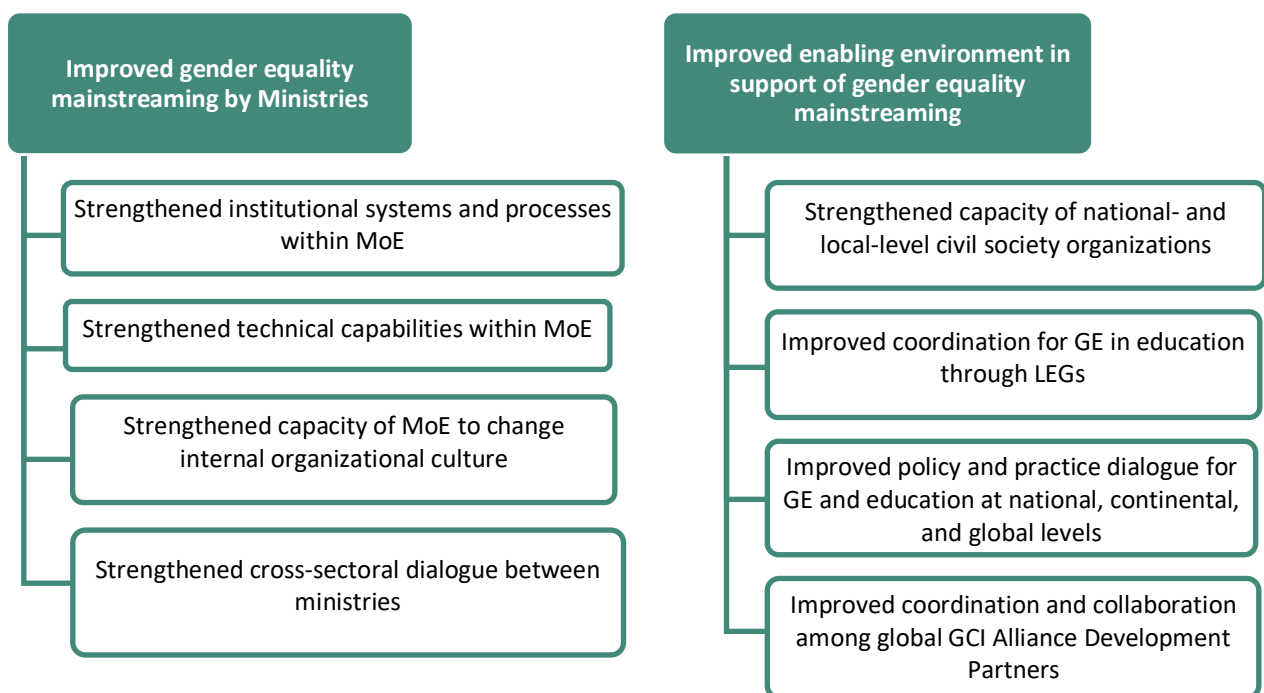 Improved gender equality
mainstreaming by Ministries
Strengthened institutional systems and processes
within MoE
Strengthened technical capabilities within MoE
Strengthened capacity of MoE to change
internal organizational culture
Strengthened cross-sectoral dialogue between
ministries
Improved enabling environment in
support of gender equality
mainstreaming
Strengthened capacity of national- and
local-level civil society organizations
Improved coordination for GE in education
through LEGs
Improved policy and practice dialogue for
GE and education at national, continental,
and global levels
Improved coordination and collaboration
among global GCI Alliance Development
Partners